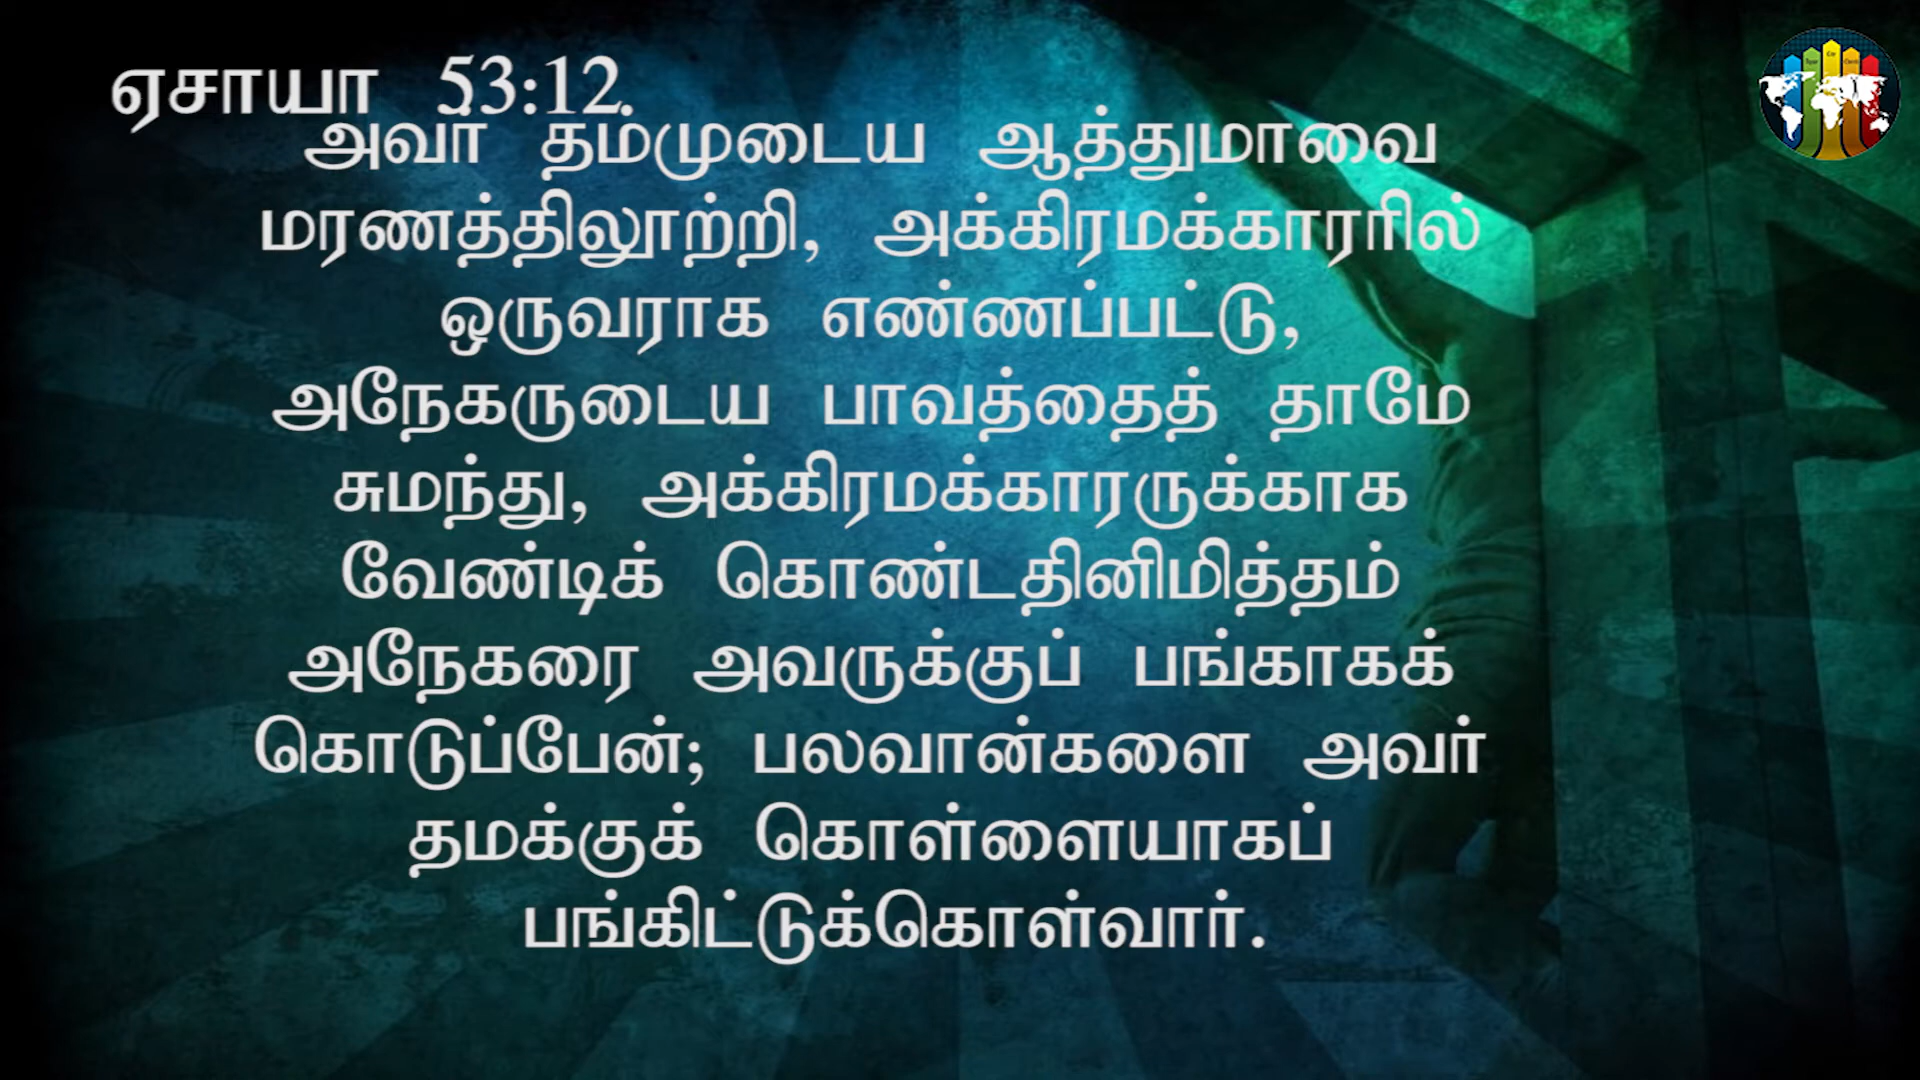 ஏசாயா 53:12.
அவர் தம்முடைய ஆத்துமாவை
மரணத்திலூற்றி, அக்கிரமக்காரரில்
ஒருவராக எண்ணப்பட்டு,
அநேகருடைய பாவத்தைத் தாமே
சுமந்து, அக்கிரமக்காரருக்காக
வேண்டிக் கொண்டதினிமித்தம்
அநேகரை அவருக்குப் பங்காகக்
கொடுப்பேன்; பலவான்களை அவர்
தமக்குக் கொள்ளையாகப்
பங்கிட்டுக்கொள்வார்.